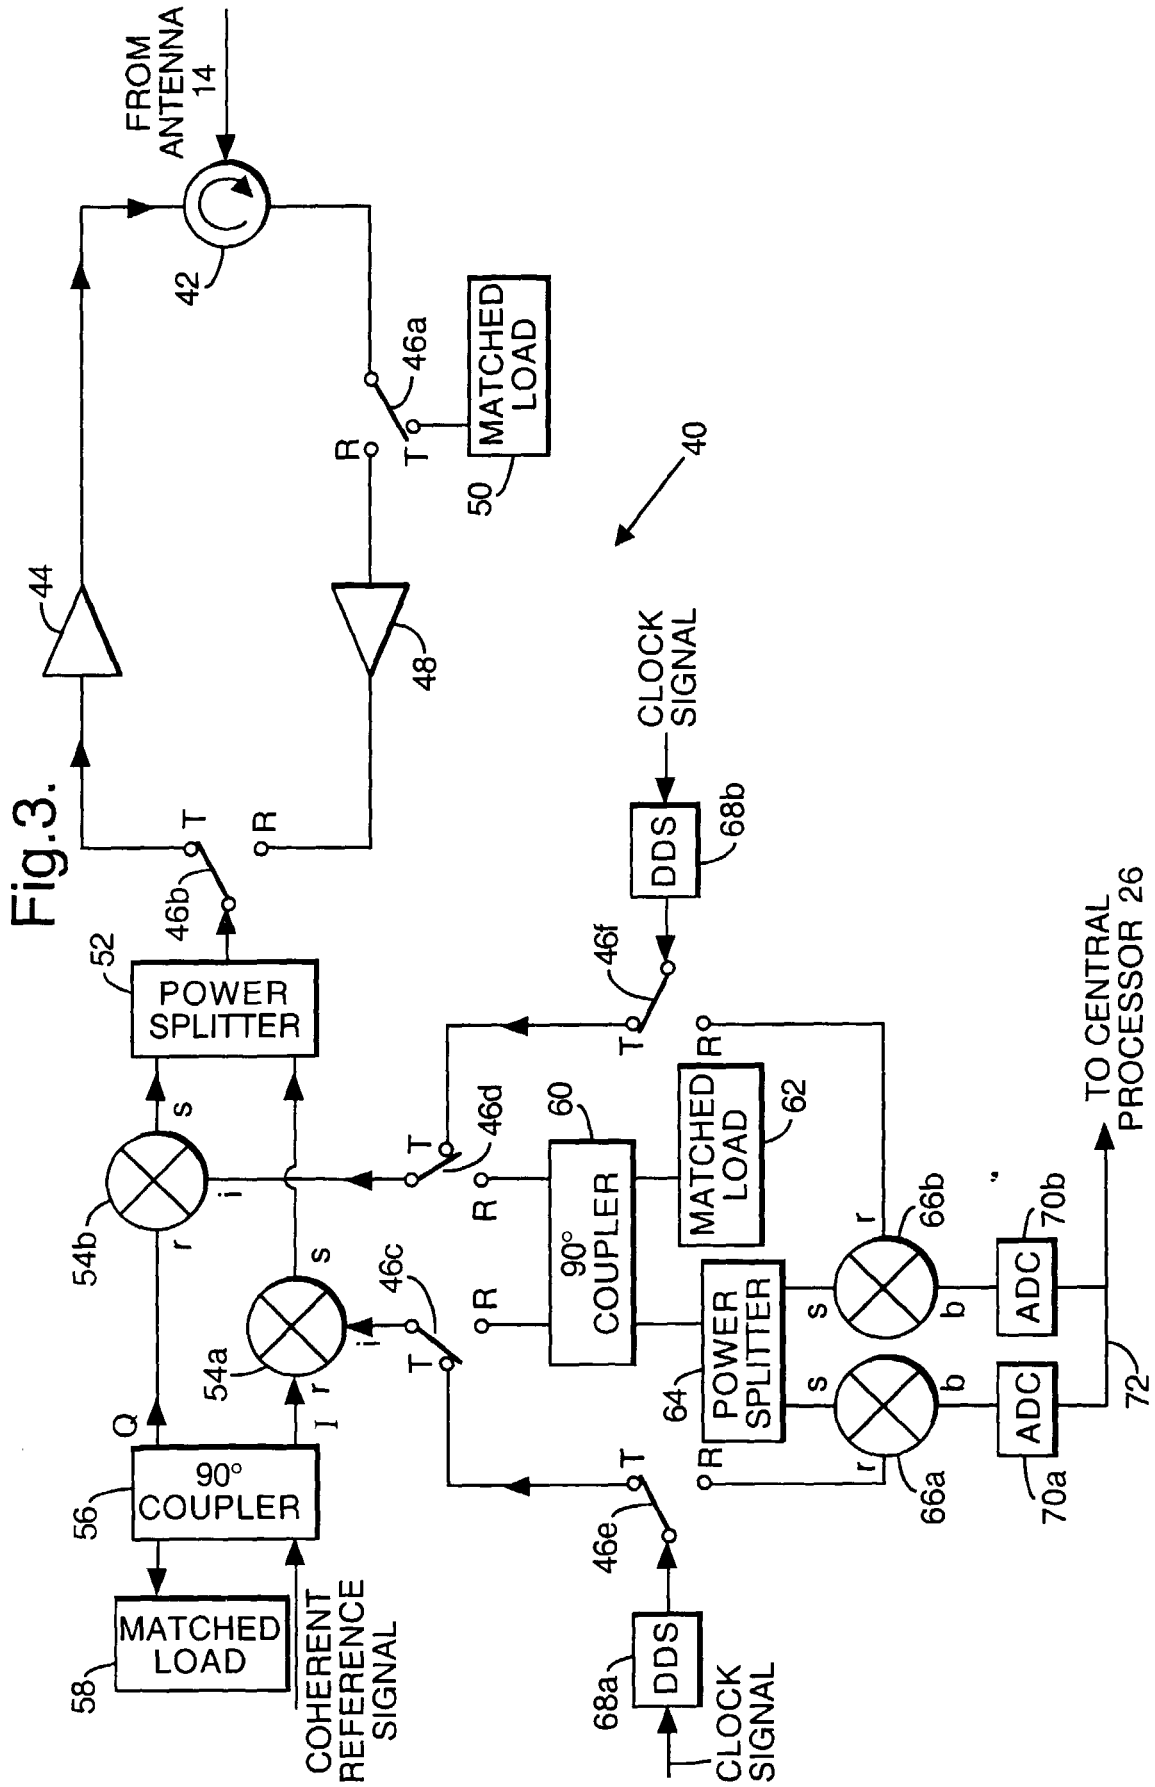 Fig.3.
FROM
ANTENNA
14
42
44
46a
R
T
MATCHED
LOAD
50
48
40
46b
T
R
52
POWER
SPLITTER
s
54b
r
i
s
54a
r
i
Q
I
56
90°
COUPLER
58
MATCHED
LOAD
COHERENT
REFERENCE
SIGNAL
46d
T
R
46c
T
R
60
90°
COUPLER
MATCHED
LOAD
62
64
POWER
SPLITTER
46f
T
R
DDS
68b
CLOCK
SIGNAL
46e
T
R
68a
DDS
CLOCK
SIGNAL
s
r
b
66b
s
r
b
66a
ADC
70b
ADC
70a
72
TO CENTRAL
PROCESSOR 26